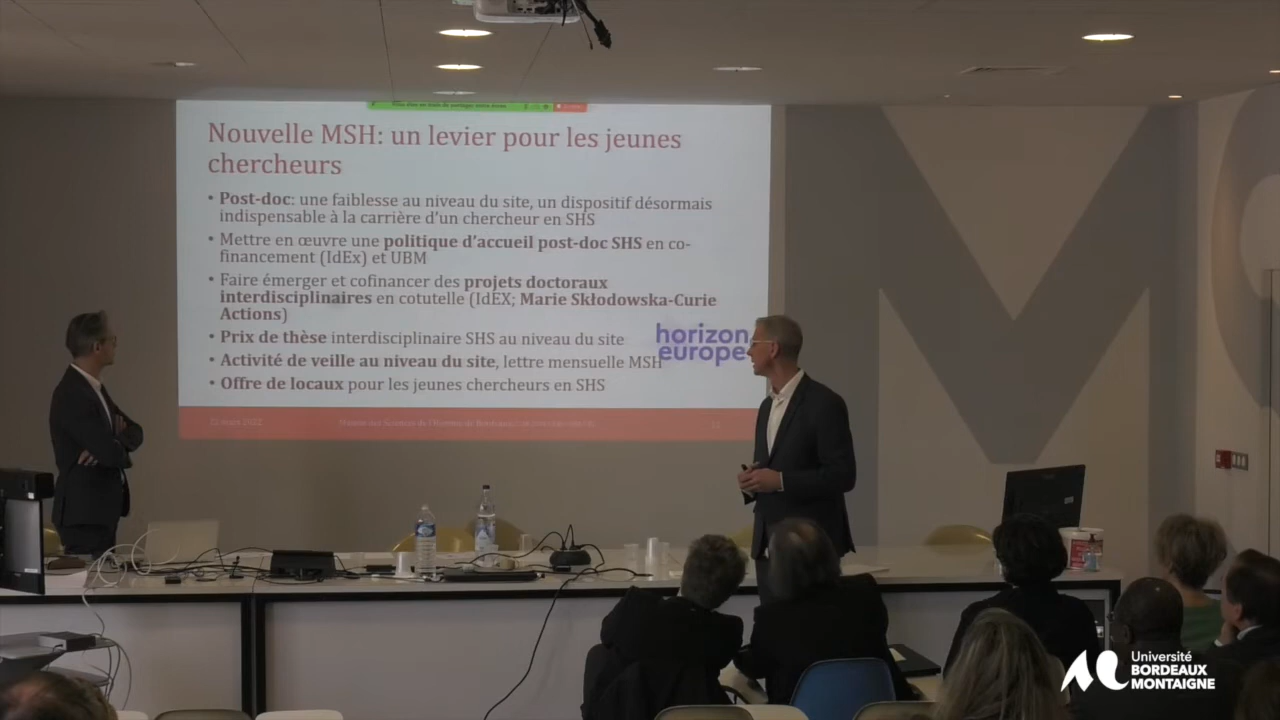 Nouvelle MSH: un levier pour les jeunes
chercheurs
• Post-doc: une faiblesse au niveau du site, un dispositif désormais
indispensable à la carrière d'un chercheur en SHS
• Mettre en œuvre une politique d'accueil post-doc SHS en co-
financement (IdEx) et UBM
• Faire émerger et cofinancer des projets doctoraux
interdisciplinaires en cotutelle (IdEX; Marie Skłodowska-Curie
Actions)
• Prix de thèse interdisciplinaire SHS au niveau du site
• Activité de veille au niveau du site, lettre mensuelle MSH
• Offre de locaux pour les jeunes chercheurs en SHS
horizon
europe
2022
Université
BORDEAUX
MONTAIGNE